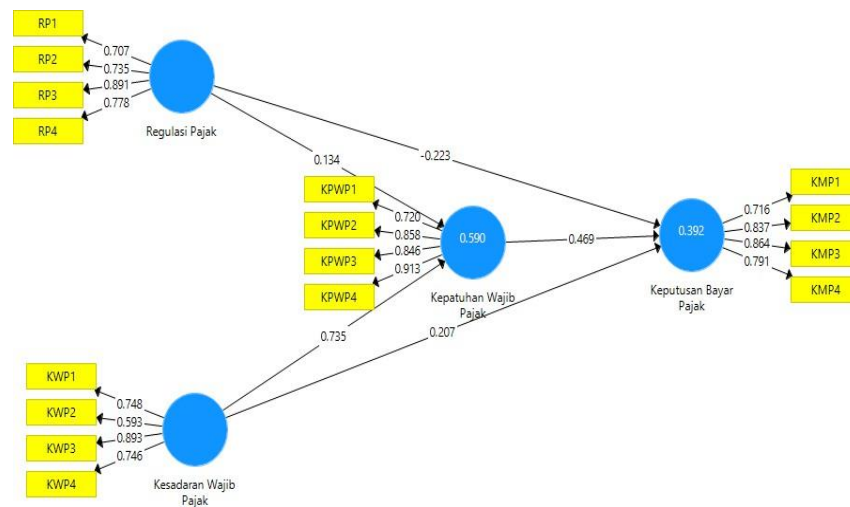 RP1
0.707
RP2
0.735
RP3
0.891
RP4
0.778
Regulasi Pajak
0.134
-0.223
KPWP1
0.720
KPWP2
0.858
KPWP3
0.846
KPWP4
0.913
0.590
Kepatuhan Wajib
Pajak
0.469
0.392
Keputusan Bayar
Pajak
KMP1
0.716
KMP2
0.837
KMP3
0.864
KMP4
0.791
0.735
0.207
KWP1
0.748
KWP2
0.593
KWP3
0.893
KWP4
0.746
Kesadaran Wajib
Pajak